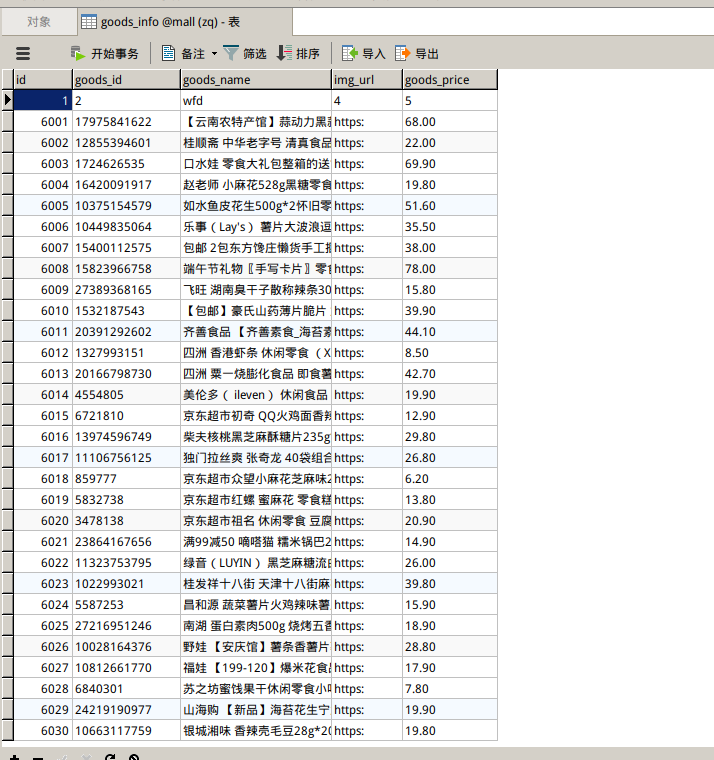 对象 goods_info @mall (zq) - 表
开始事务 备注 筛选 排序 导入 导出
id goods_id goods_name img_url goods_price
1 2 wfd 4 5
6001 17975841622 【云南农特产馆】蒜动力黑蒜 https: 68.00
6002 12855394601 桂顺斋 中华老字号 清真食品 https: 22.00
6003 1724626535 口水娃 零食大礼包整箱的送 https: 69.90
6004 16420091917 赵老师 小麻花528g黑糖零食 https: 19.80
6005 10375154579 如水鱼皮花生500g*2怀旧零 https: 51.60
6006 10449835064 乐事（Lay's） 薯片大波浪逗 https: 35.50
6007 15400112575 包邮 2包东方馋庄懒货手工 https: 38.00
6008 15823966758 端午节礼物〖手写卡片〗零食 https: 78.00
6009 27389368165 飞旺 湖南臭干子散称辣条30 https: 15.80
6010 1532187543 【包邮】豪氏山药薄片脆片 https: 39.90
6011 20391292602 齐善食品 【齐善素食_海苔素 https: 44.10
6012 1327993151 四洲 香港虾条 休闲零食 （X https: 8.50
6013 20166798730 四洲 粟一烧膨化食品 即食薯 https: 42.70
6014 4554805 美伦多（ ileven ） 休闲食品 https: 19.90
6015 6721810 京东超市初奇 QQ火鸡面香辣 https: 12.90
6016 13974596749 柴夫核桃黑芝麻酥糖片235g https: 29.80
6017 11106756125 独门拉丝爽 张奇龙 40袋组合 https: 26.80
6018 859777 京东超市众望小麻花芝麻味2 https: 6.20
6019 5832738 京东超市红螺 蜜麻花 零食糕 https: 13.80
6020 3478138 京东超市祖名 休闲零食 豆腐 https: 20.90
6021 23864167656 满99减50 嘀嗒猫 糯米锅巴2 https: 14.90
6022 11323753795 绿音（LUYIN） 黑芝麻糖流 https: 26.00
6023 1022993021 桂发祥十八街 天津十八街麻 https: 39.80
6024 5587253 昌和源 蔬菜薯片火鸡辣味薯 https: 15.90
6025 27216951246 南湖 蛋白素肉500g 烧烤五香 https: 18.90
6026 10028164376 野娃 【安庆馆】薯条香薯片 https: 28.80
6027 10812661770 福娃 【199-120】爆米花食品 https: 17.90
6028 6840301 苏之坊蜜饯果干休闲零食小吃 https: 7.80
6029 24219190977 山海购 【新品】海苔花生宁 https: 19.90
6030 10663117759 银城湘味 香辣壳毛豆28g*20 https: 19.80